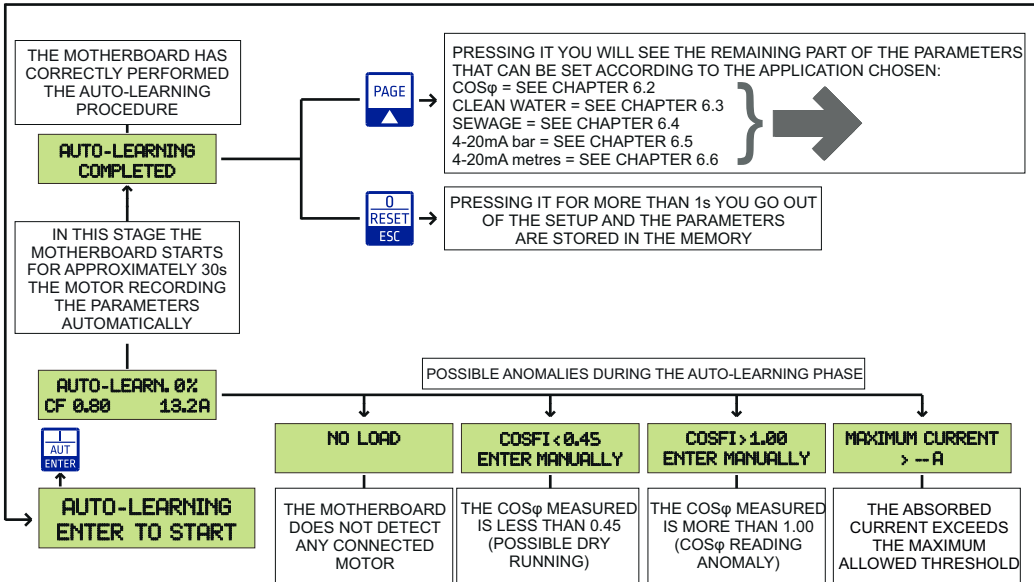 THE MOTHERBOARD HAS
CORRECTLY PERFORMED
THE AUTO-LEARNING
PROCEDURE
AUTO-LEARNING
COMPLETED
PAGE
PRESSING IT YOU WILL SEE THE REMAINING PART OF THE PARAMETERS
THAT CAN BE SET ACCORDING TO THE APPLICATION CHOSEN:
COSφ = SEE CHAPTER 6.2
CLEAN WATER = SEE CHAPTER 6.3
SEWAGE = SEE CHAPTER 6.4
4-20mA bar = SEE CHAPTER 6.5
4-20mA metres = SEE CHAPTER 6.6
0
RESET
ESC
PRESSING IT FOR MORE THAN 1s YOU GO OUT
OF THE SETUP AND THE PARAMETERS
ARE STORED IN THE MEMORY
IN THIS STAGE THE
MOTHERBOARD STARTS
FOR APPROXIMATELY 30s
THE MOTOR RECORDING
THE PARAMETERS
AUTOMATICALLY
AUTO-LEARN. 0%
CF 0.80 13.2A
I
AUT
ENTER
AUTO-LEARNING
ENTER TO START
POSSIBLE ANOMALIES DURING THE AUTO-LEARNING PHASE
NO LOAD
THE MOTHERBOARD
DOES NOT DETECT
ANY CONNECTED
MOTOR
COSFI<0.45
ENTER MANUALLY
THE COSφ MEASURED
IS LESS THAN 0.45
(POSSIBLE DRY
RUNNING)
COSFI>1.00
ENTER MANUALLY
THE COSφ MEASURED
IS MORE THAN 1.00
(COSφ READING
ANOMALY)
MAXIMUM CURRENT
> -- A
THE ABSORBED
CURRENT EXCEEDS
THE MAXIMUM
ALLOWED THRESHOLD